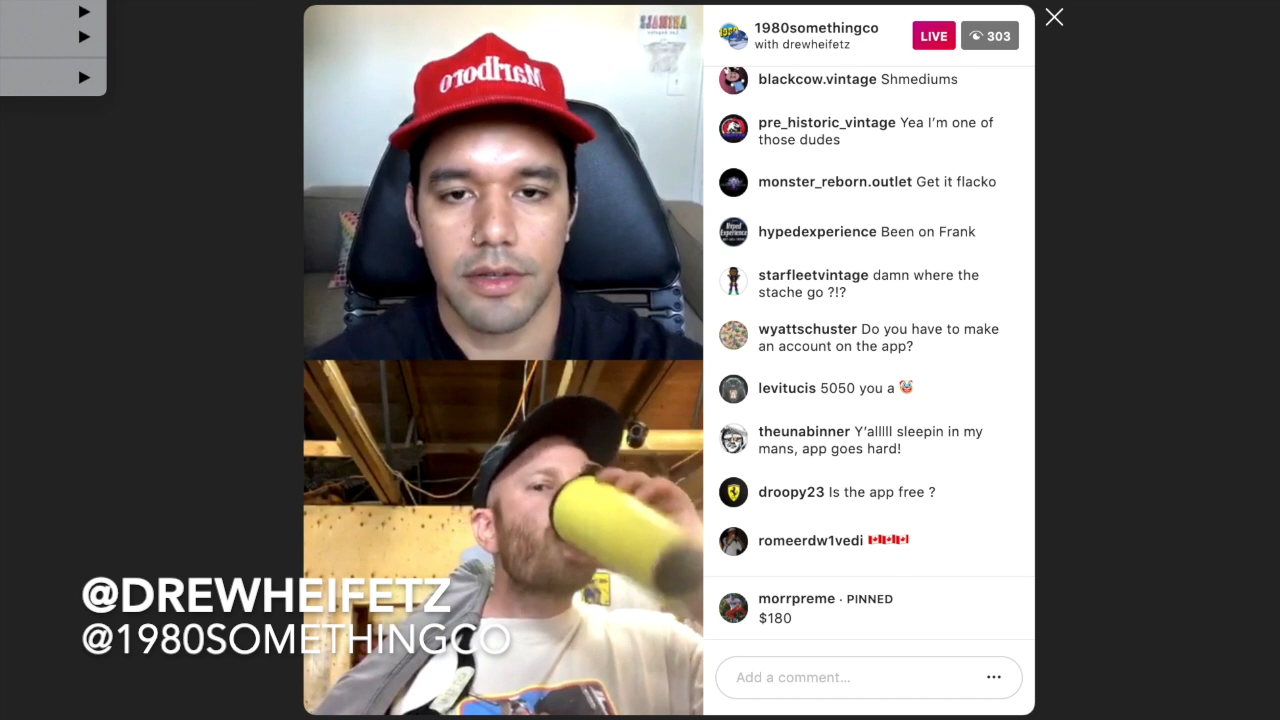 Marlboro
1980somethingco
with drewheifetz
LIVE
303
blackcow.vintage Shmediums
pre_historic_vintage Yea I’m one of
those dudes
monster_reborn.outlet Get it flacko
hypedexperience Been on Frank
starfleetvintage damn where the
stache go ?!?
wyattschuster Do you have to make
an account on the app?
levitucis 5050 you a 🤡
theunabinner Y'alllll sleepin in my
mans, app goes hard!
droopy23 Is the app free ?
romeerdw1vedi 🇨🇦🇨🇦🇨🇦
morrpreme · PINNED
$180
Add a comment...
@DREWHEIFETZ
@1980SOMETHINGCO